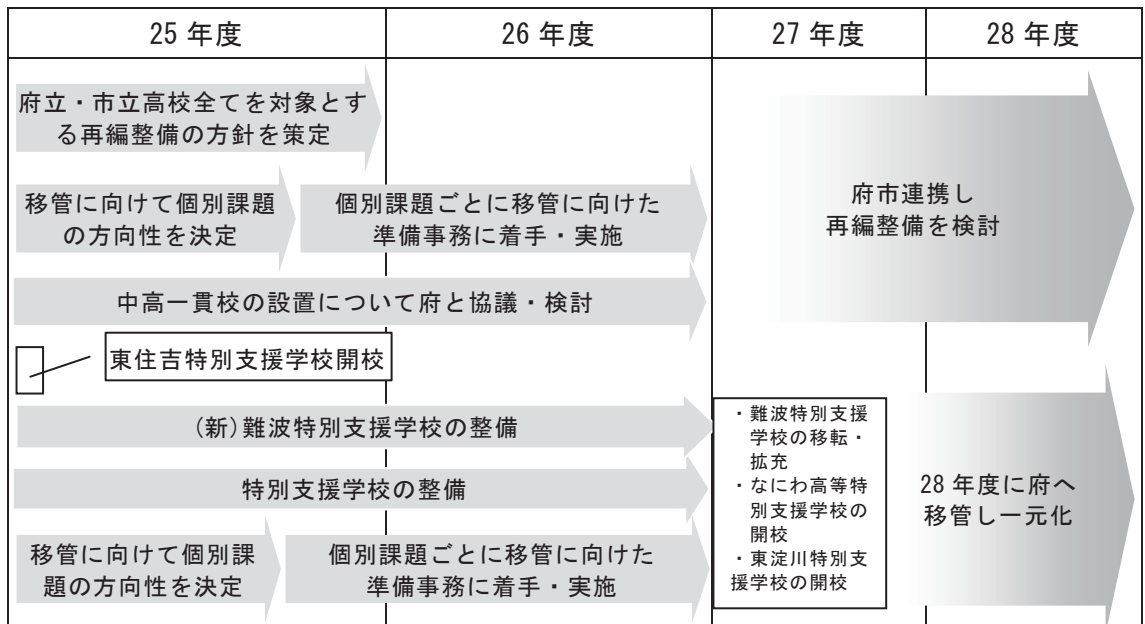 25 年度
26 年度
27 年度
28 年度
府立・市立高校全てを対象とす
る再編整備の方針を策定
移管に向けて個別課題
の方向性を決定
個別課題ごとに移管に向けた
準備事務に着手・実施
府市連携し
再編整備を検討
中高一貫校の設置について府と協議・検討
東住吉特別支援学校開校
(新)難波特別支援学校の整備
特別支援学校の整備
移管に向けて個別課
題の方向性を決定
個別課題ごとに移管に向けた
準備事務に着手・実施
・難波特別支援
学校の移転・
拡充
・なにわ高等特
別支援学校の
開校
・東淀川特別支
援学校の開校
28 年度に府へ
移管し一元化